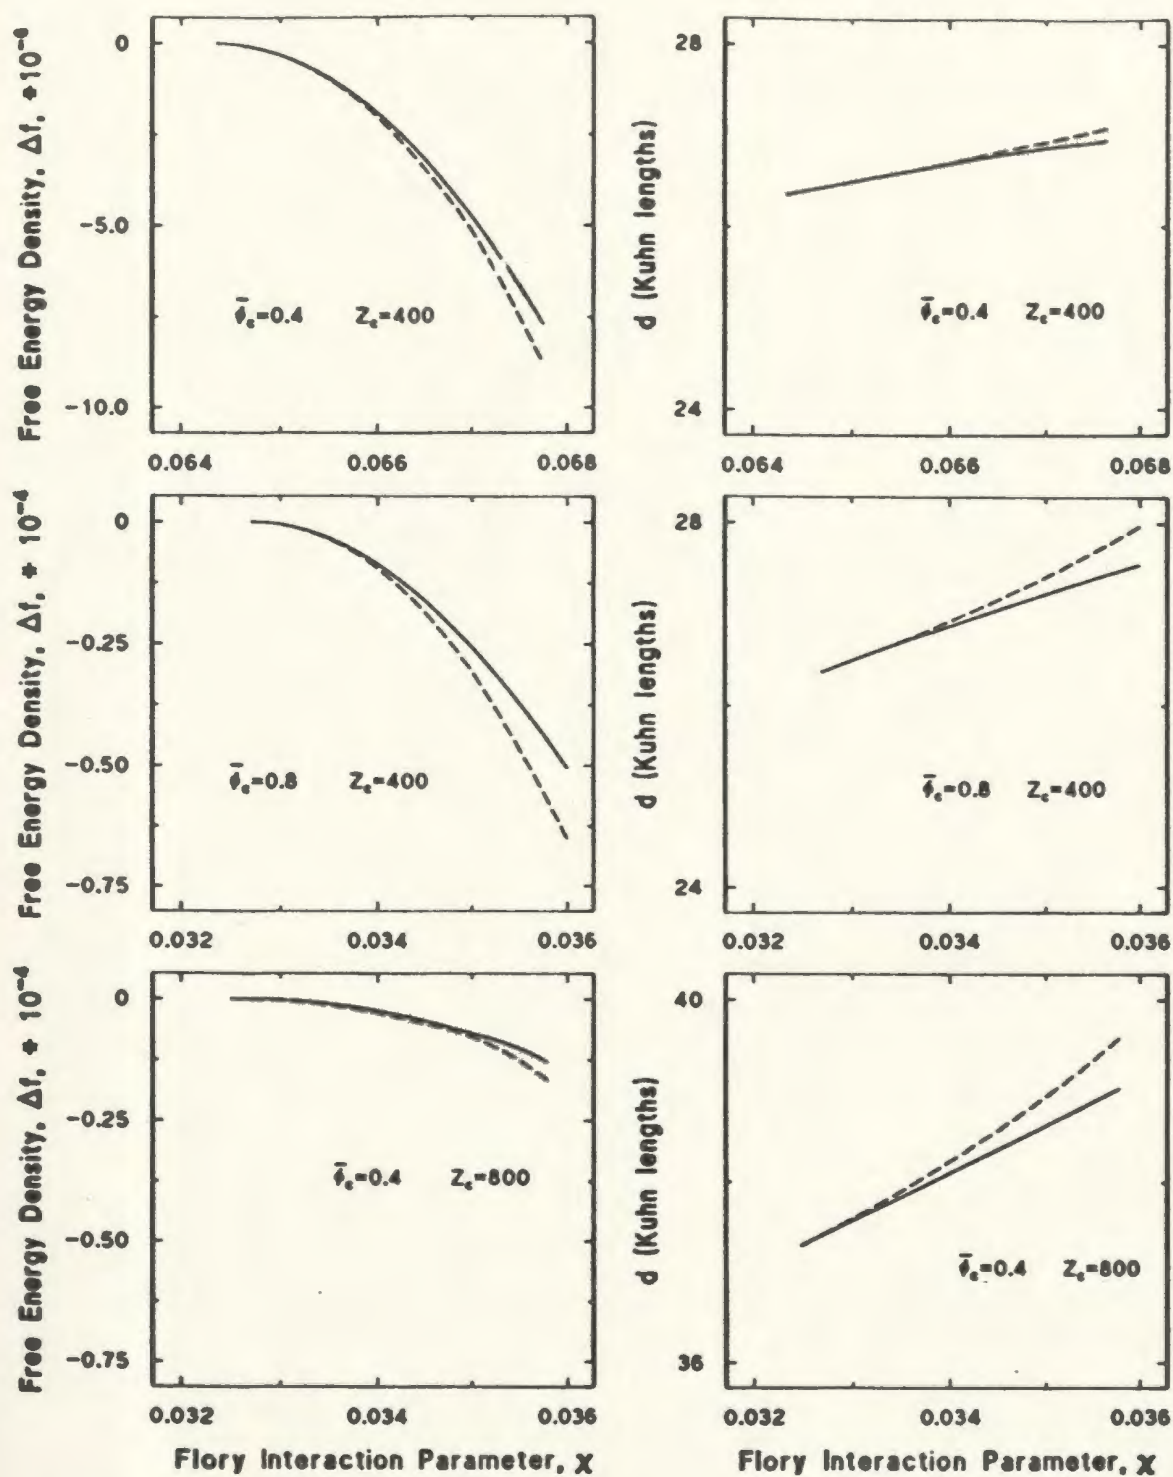 Free Energy Density, Δf, *10⁻⁶
0
-5.0
-10.0
φ̄c=0.4 Zc=400
0.064 0.066 0.068
d (Kuhn lengths)
28
24
φ̄c=0.4 Zc=400
0.064 0.066 0.068
Free Energy Density, Δf, * 10⁻⁴
0
-0.25
-0.50
-0.75
φ̄c=0.8 Zc=400
0.032 0.034 0.036
d (Kuhn lengths)
28
24
φ̄c=0.8 Zc=400
0.032 0.034 0.036
Free Energy Density, Δf, * 10⁻⁴
0
-0.25
-0.50
-0.75
φ̄c=0.4 Zc=800
0.032 0.034 0.036
Flory Interaction Parameter, χ
d (Kuhn lengths)
40
36
φ̄c=0.4 Zc=800
0.032 0.034 0.036
Flory Interaction Parameter, χ